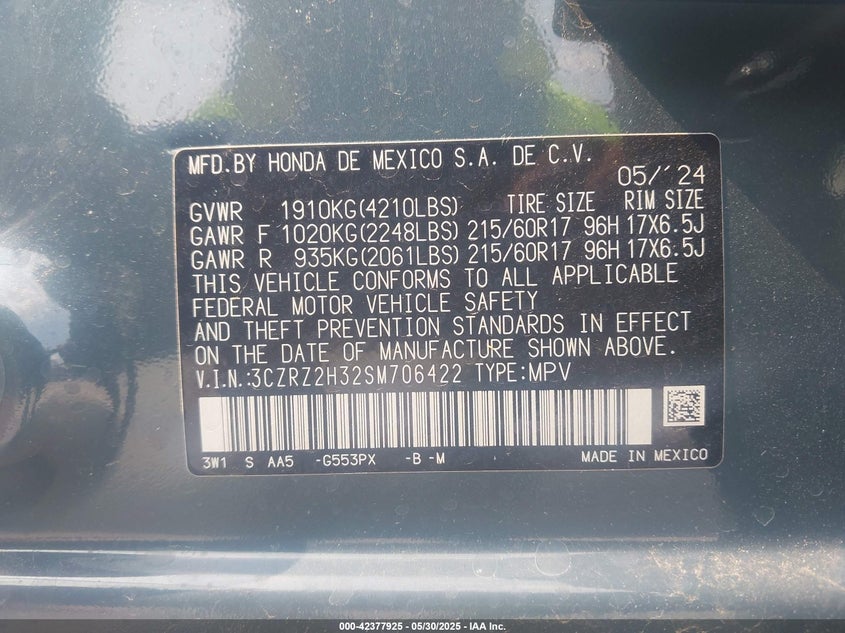 MFD.BY HONDA DE MEXICO S.A. DE C.V.
05/'24
GVWR 1910KG(4210LBS) TIRE SIZE RIM SIZE
GAWR F 1020KG(2248LBS) 215/60R17 96H 17X6.5J
GAWR R 935KG(2061LBS) 215/60R17 96H 17X6.5J
THIS VEHICLE CONFORMS TO ALL APPLICABLE
FEDERAL MOTOR VEHICLE SAFETY
AND THEFT PREVENTION STANDARDS IN EFFECT
ON THE DATE OF MANUFACTURE SHOWN ABOVE.
V.I.N.:3CZRZ2H32SM706422 TYPE:MPV
3W1 S AA5 -G553PX -B -M MADE IN MEXICO
000-42377925 - 05/30/2025 - IAA Inc.